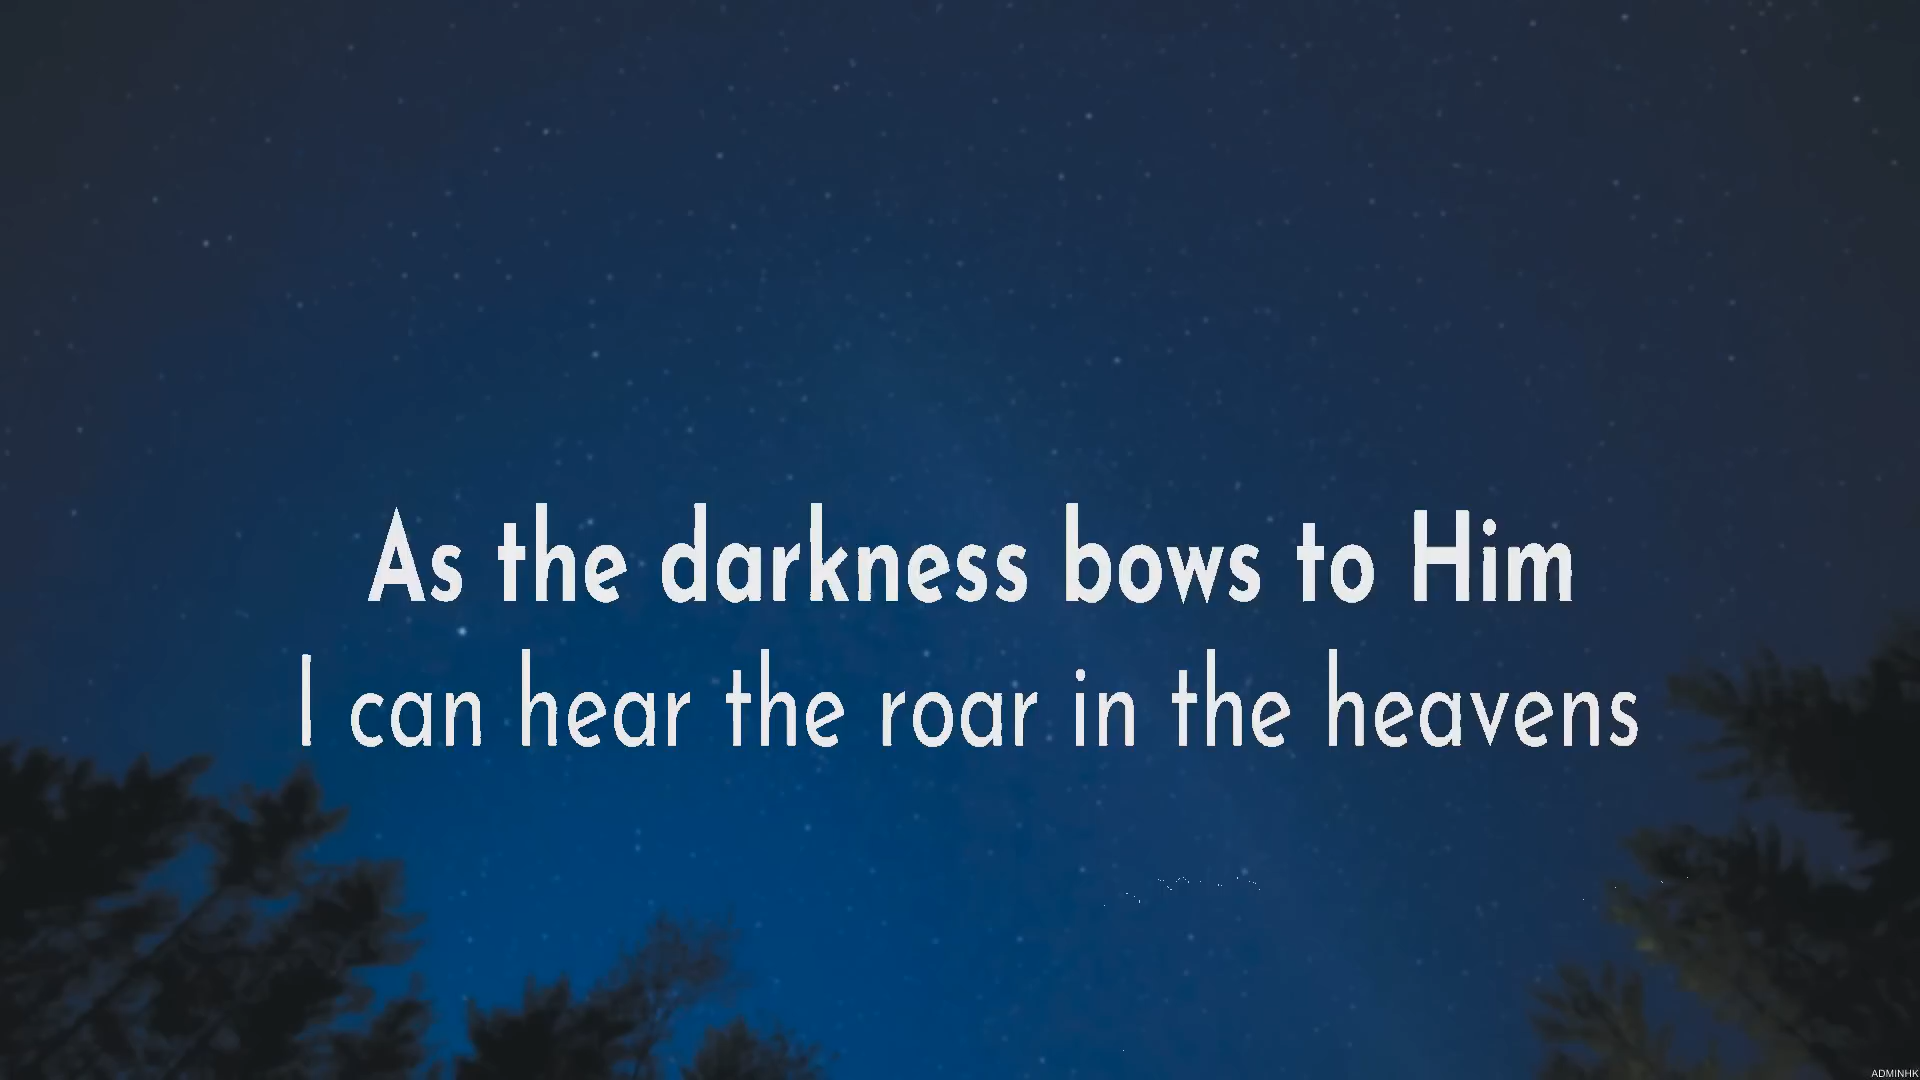 As the darkness bows to Him
I can hear the roar in the heavens
ADMINHK